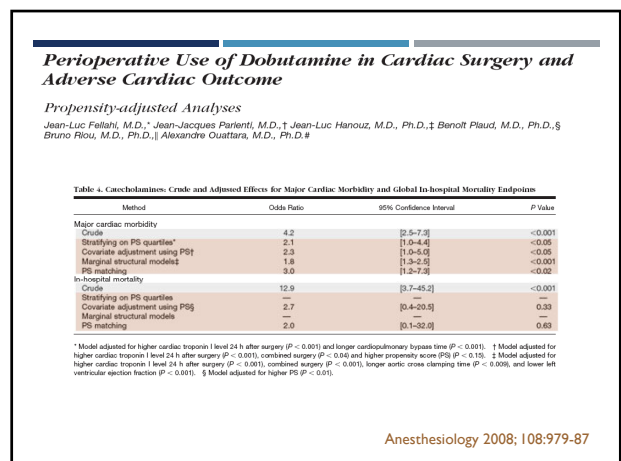 Perioperative Use of Dobutamine in Cardiac Surgery and
Adverse Cardiac Outcome
Propensity-adjusted Analyses
Jean-Luc Fellahi, M.D.,* Jean-Jacques Parienti, M.D.,† Jean-Luc Hanouz, M.D., Ph.D.,‡ Benoît Plaud, M.D., Ph.D.,§
Bruno Riou, M.D., Ph.D.,|| Alexandre Ouattara, M.D., Ph.D.#
Table 4. Catecholamines: Crude and Adjusted Effects for Major Cardiac Morbidity and Global In-hospital Mortality Endpoints
Method Odds Ratio 95% Confidence Interval P Value
Major cardiac morbidity
Crude 4.2 [2.5–7.3] <0.001
Stratifying on PS quartiles* 2.1 [1.0–4.4] <0.05
Covariate adjustment using PS† 2.3 [1.0–5.0] <0.05
Marginal structural models‡ 1.8 [1.3–2.5] <0.001
PS matching 3.0 [1.2–7.3] <0.02
In-hospital mortality
Crude 12.9 [3.7–45.2] <0.001
Stratifying on PS quartiles — — —
Covariate adjustment using PS§ 2.7 [0.4–20.5] 0.33
Marginal structural models — — —
PS matching 2.0 [0.1–32.0] 0.63
* Model adjusted for higher cardiac troponin I level 24 h after surgery (P < 0.001) and longer cardiopulmonary bypass time (P < 0.001). † Model adjusted for
higher cardiac troponin I level 24 h after surgery (P < 0.001), combined surgery (P < 0.04) and higher propensity score (PS) (P < 0.15). ‡ Model adjusted for
higher cardiac troponin I level 24 h after surgery (P < 0.001), combined surgery (P < 0.001), longer aortic cross clamping time (P < 0.009), and lower left
ventricular ejection fraction (P < 0.001). § Model adjusted for higher PS (P < 0.01).
Anesthesiology 2008; 108:979-87